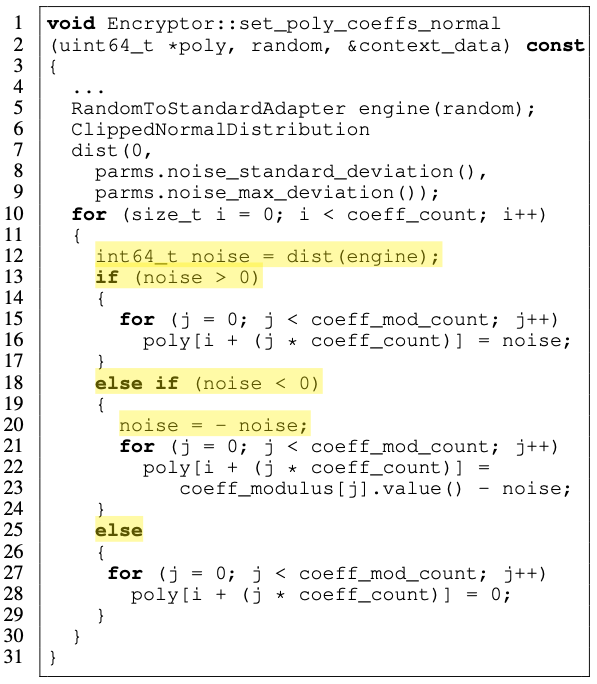 1 void Encryptor::set_poly_coeffs_normal
2 (uint64_t *poly, random, &context_data) const
3 {
4 ...
5 RandomToStandardAdapter engine(random);
6 ClippedNormalDistribution
7 dist(0,
8 parms.noise_standard_deviation(),
9 parms.noise_max_deviation());
10 for (size_t i = 0; i < coeff_count; i++)
11 {
12 int64_t noise = dist(engine);
13 if (noise > 0)
14 {
15 for (j = 0; j < coeff_mod_count; j++)
16 poly[i + (j * coeff_count)] = noise;
17 }
18 else if (noise < 0)
19 {
20 noise = - noise;
21 for (j = 0; j < coeff_mod_count; j++)
22 poly[i + (j * coeff_count)] =
23 coeff_modulus[j].value() - noise;
24 }
25 else
26 {
27 for (j = 0; j < coeff_mod_count; j++)
28 poly[i + (j * coeff_count)] = 0;
29 }
30 }
31 }